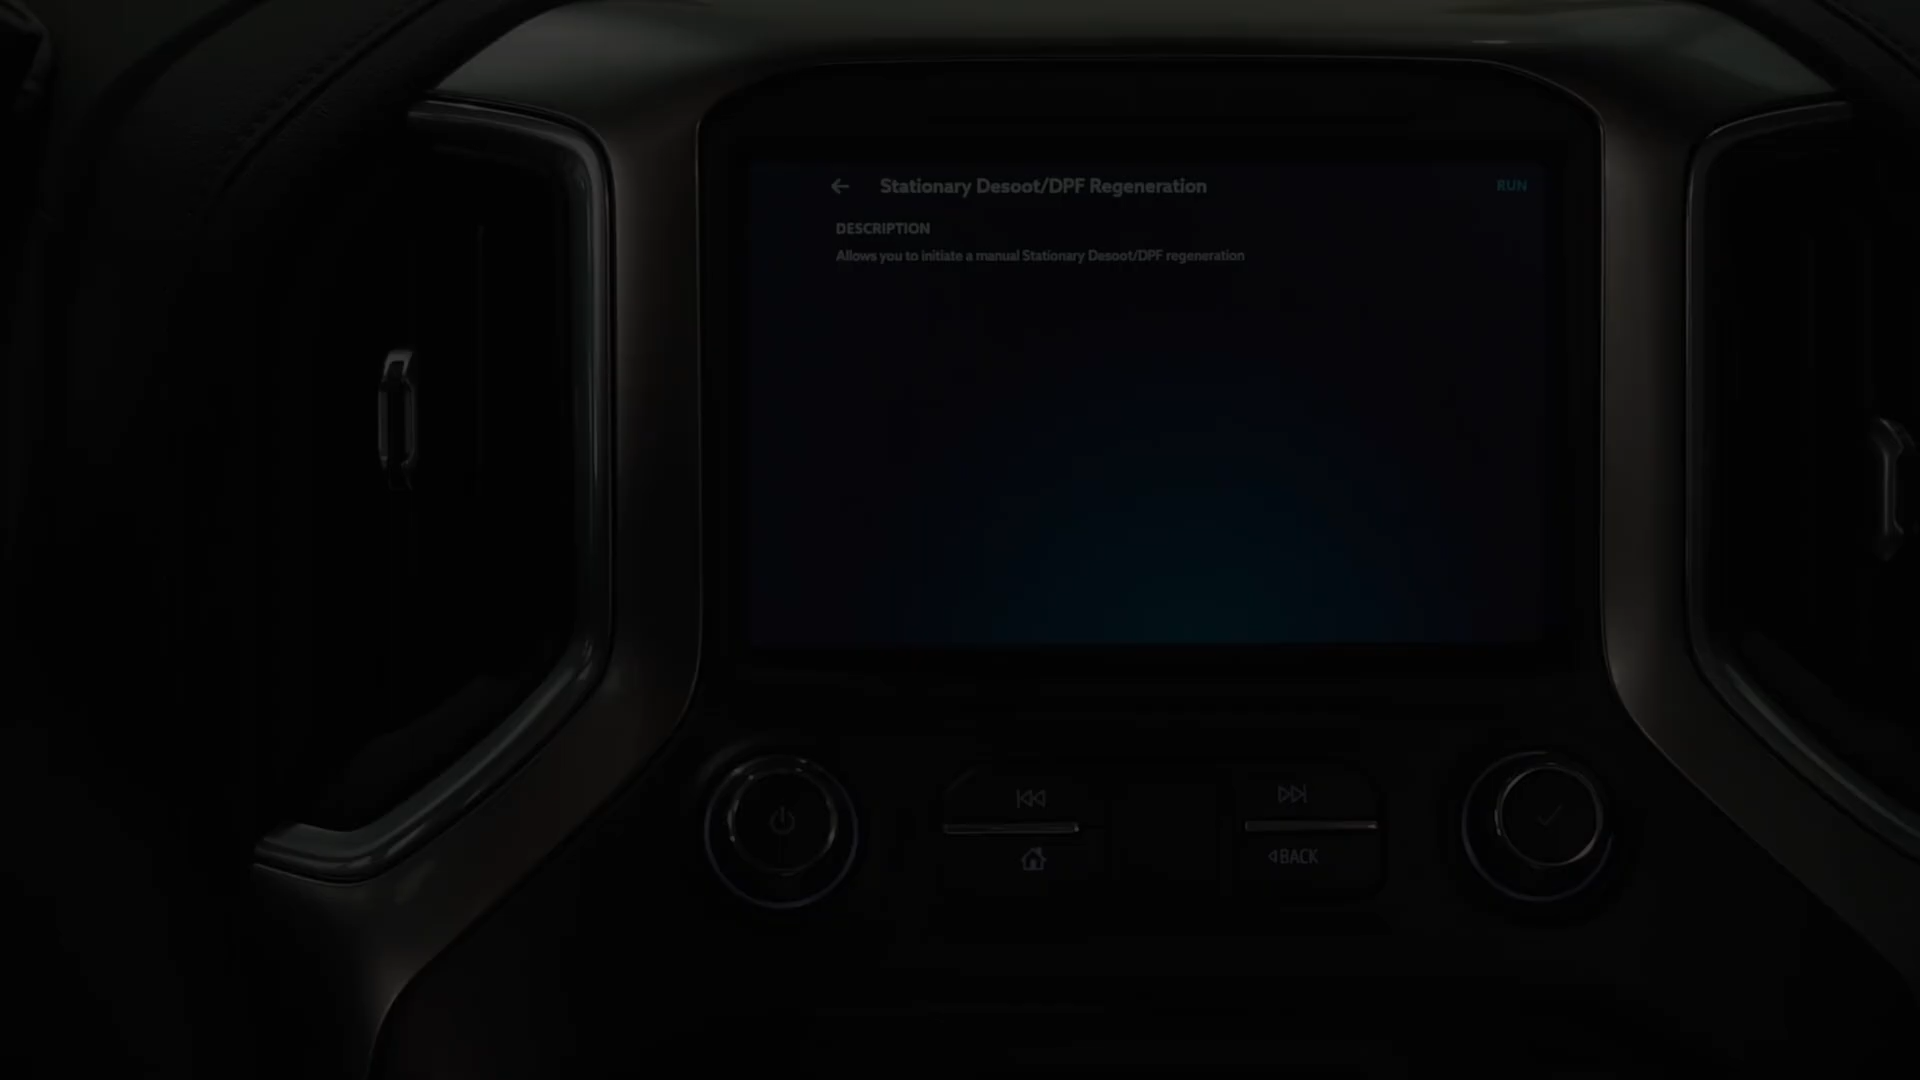 Stationary Desoot/DPF Regeneration
RUN
DESCRIPTION
Allows you to initiate a manual Stationary Desoot/DPF regeneration
BACK